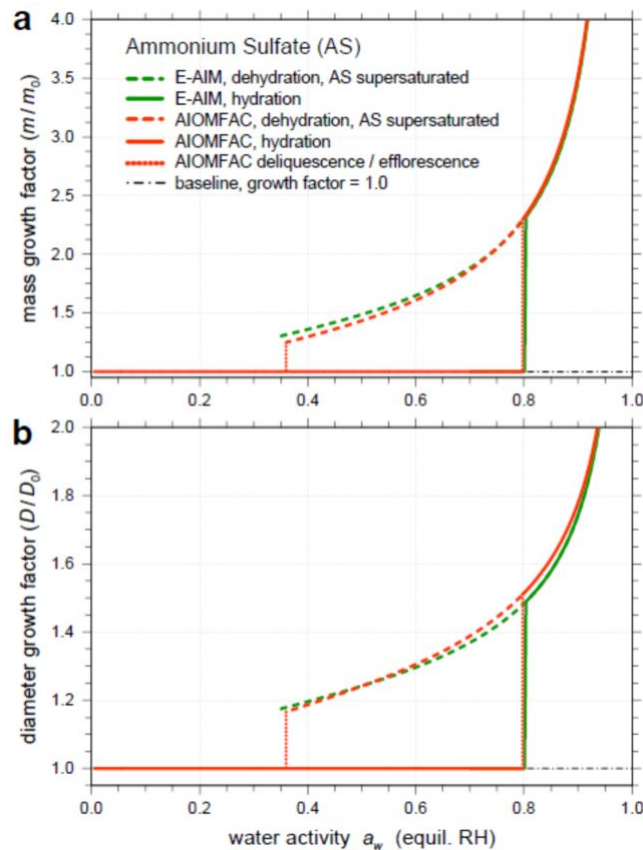 a
4.0
3.5
3.0
2.5
2.0
1.5
1.0
mass growth factor (m / m0)
Ammonium Sulfate (AS)
E-AIM, dehydration, AS supersaturated
E-AIM, hydration
AIOMFAC, dehydration, AS supersaturated
AIOMFAC, hydration
AIOMFAC deliquescence / efflorescence
baseline, growth factor = 1.0
0.0 0.2 0.4 0.6 0.8 1.0
b
2.0
1.8
1.6
1.4
1.2
1.0
diameter growth factor (D / D0)
0.0 0.2 0.4 0.6 0.8 1.0
water activity aw (equil. RH)